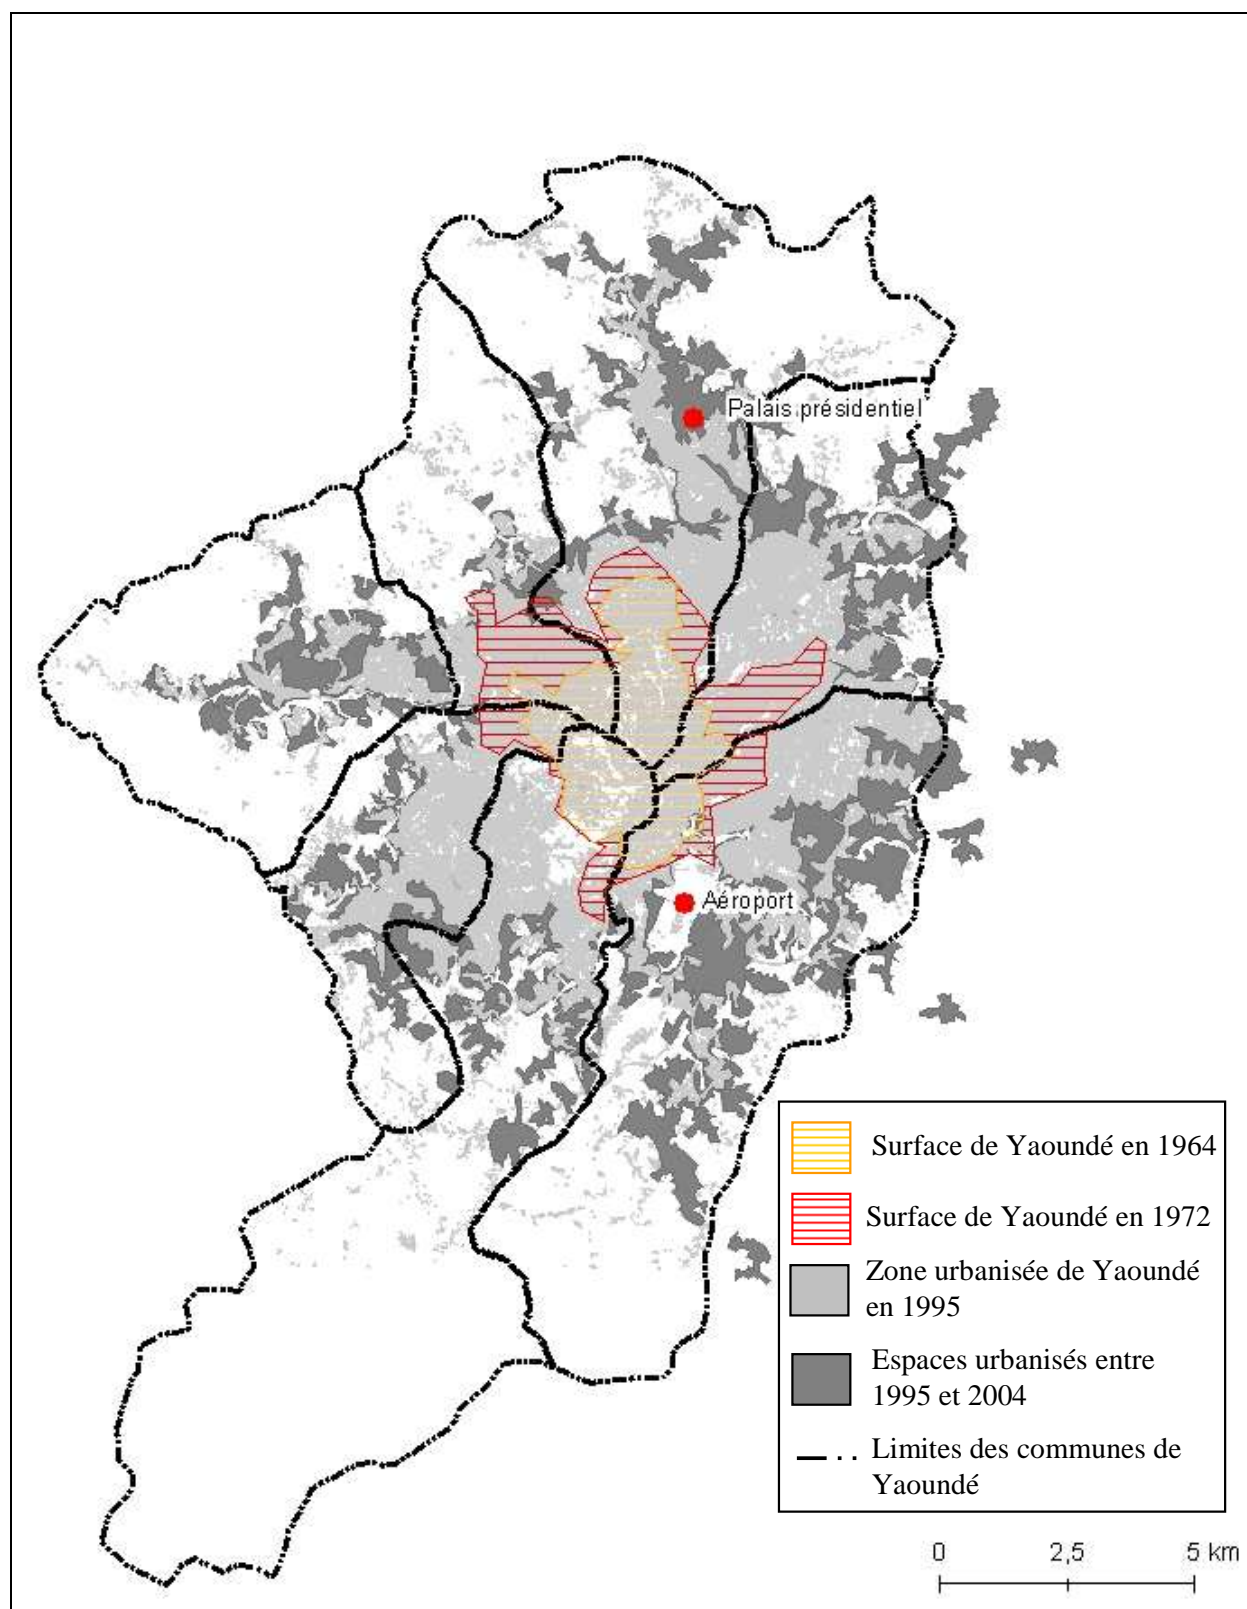 Palais présidentiel
Aéroport
Surface de Yaoundé en 1964
Surface de Yaoundé en 1972
Zone urbanisée de Yaoundé
en 1995
Espaces urbanisés entre
1995 et 2004
Limites des communes de
Yaoundé
0 2,5 5 km